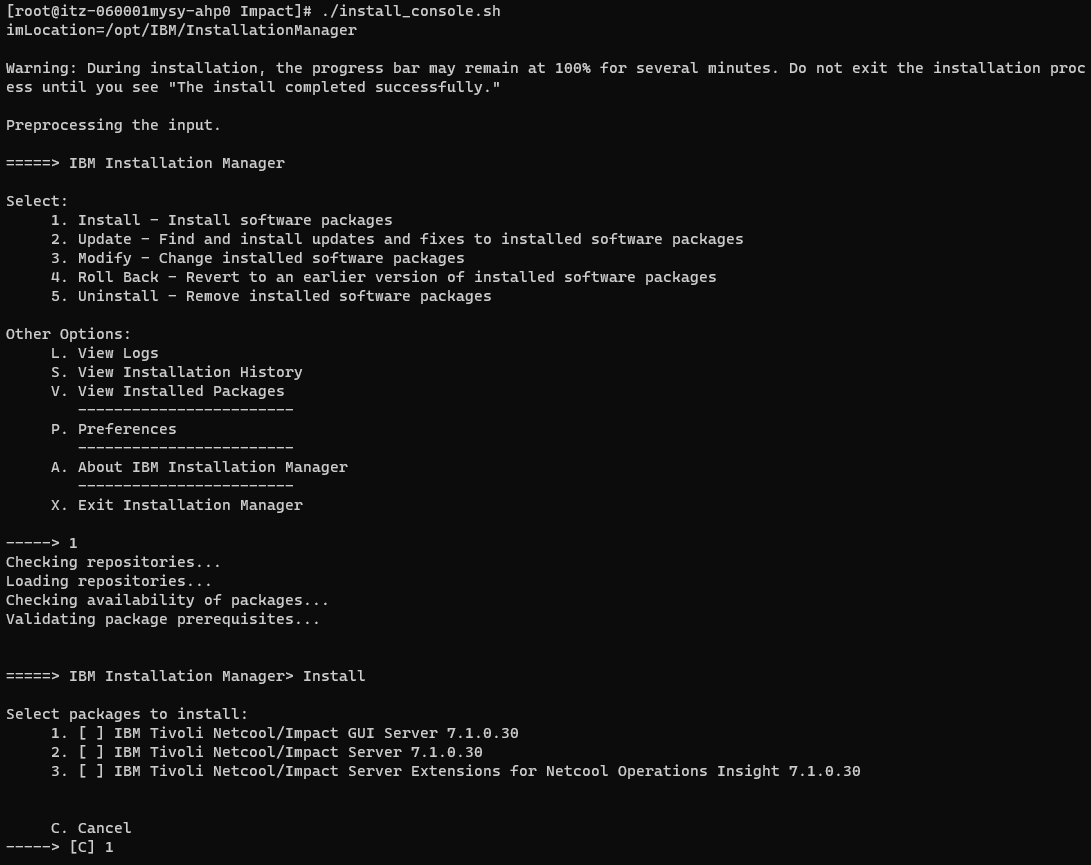 [root@itz-060001mysy-ahp0 Impact]# ./install_console.sh
imLocation=/opt/IBM/InstallationManager
Warning: During installation, the progress bar may remain at 100% for several minutes. Do not exit the installation proc
ess until you see "The install completed successfully."
Preprocessing the input.
=====> IBM Installation Manager
Select:
     1. Install - Install software packages
     2. Update - Find and install updates and fixes to installed software packages
     3. Modify - Change installed software packages
     4. Roll Back - Revert to an earlier version of installed software packages
     5. Uninstall - Remove installed software packages
Other Options:
     L. View Logs
     S. View Installation History
     V. View Installed Packages
        ------------------------
     P. Preferences
        ------------------------
     A. About IBM Installation Manager
        ------------------------
     X. Exit Installation Manager
-----> 1
Checking repositories...
Loading repositories...
Checking availability of packages...
Validating package prerequisites...
=====> IBM Installation Manager> Install
Select packages to install:
     1. [ ] IBM Tivoli Netcool/Impact GUI Server 7.1.0.30
     2. [ ] IBM Tivoli Netcool/Impact Server 7.1.0.30
     3. [ ] IBM Tivoli Netcool/Impact Server Extensions for Netcool Operations Insight 7.1.0.30
     C. Cancel
-----> [C] 1